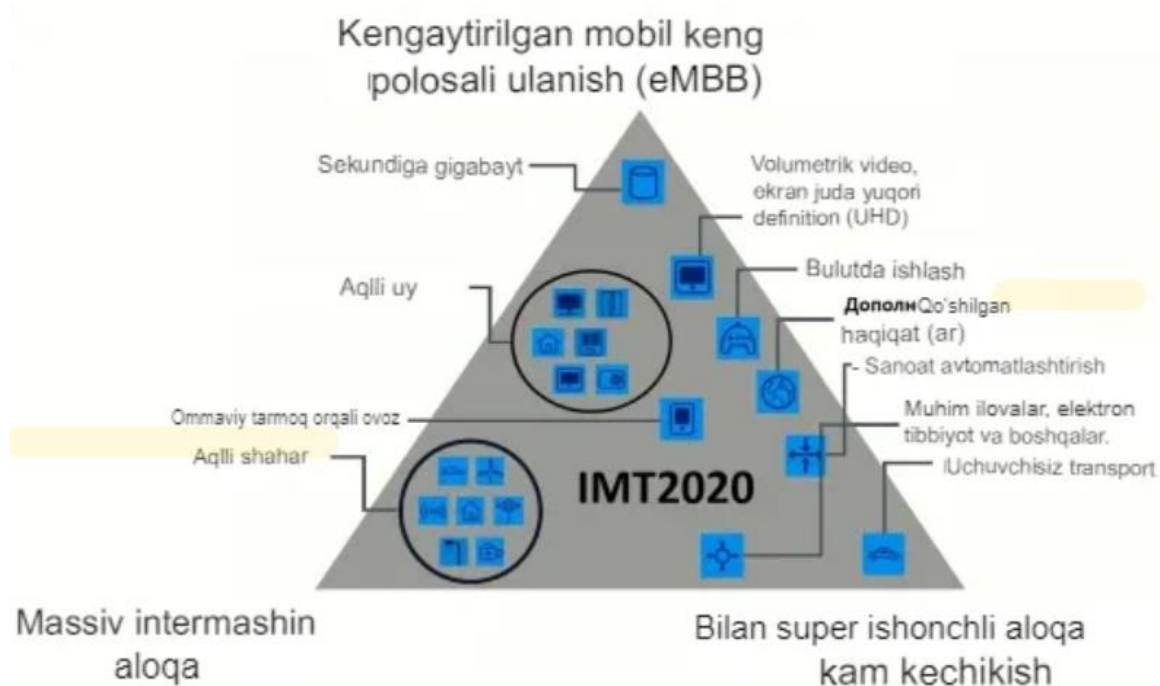 Kengaytirilgan mobil keng
polosali ulanish (eMBB)
Sekundiga gigabayt
Volumetrik video,
ekran juda yuqori
definition (UHD)
Bulutda ishlash
Aqlli uy
ДополнQo'shilgan
haqiqat (ar)
Sanoat avtomatlashtirish
Ommaviy tarmoq orqali ovoz
Muhim ilovalar, elektron
tibbiyot va boshqalar.
Aqlli shahar
Uchuvchisiz transport
IMT2020
Massiv intermashin
aloqa
Bilan super ishonchli aloqa
kam kechikish